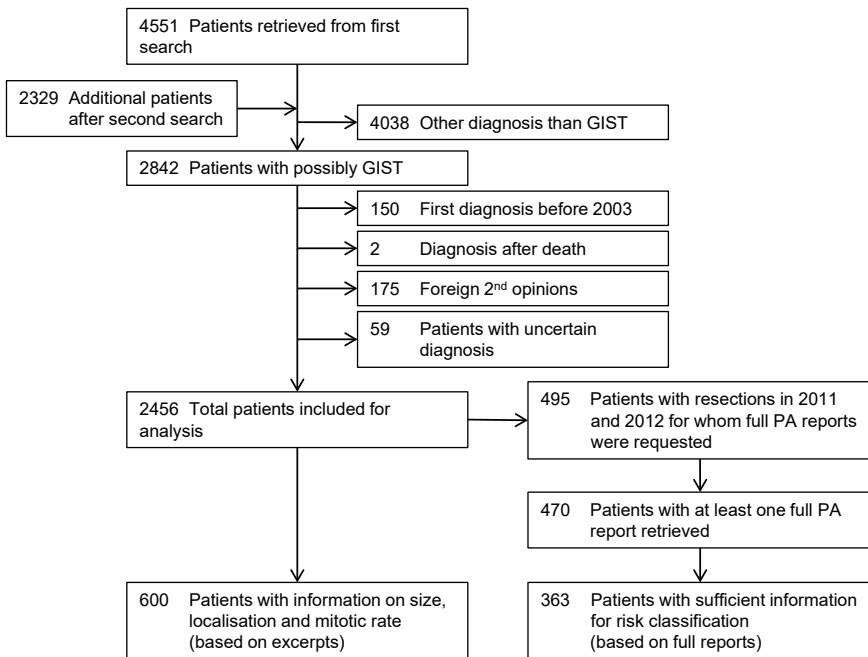 4551 Patients retrieved from first
search
2329 Additional patients
after second search
4038 Other diagnosis than GIST
2842 Patients with possibly GIST
150 First diagnosis before 2003
2 Diagnosis after death
175 Foreign 2nd opinions
59 Patients with uncertain
diagnosis
2456 Total patients included for
analysis
495 Patients with resections in 2011
and 2012 for whom full PA reports
were requested
470 Patients with at least one full PA
report retrieved
600 Patients with information on size,
localisation and mitotic rate
(based on excerpts)
363 Patients with sufficient information
for risk classification
(based on full reports)